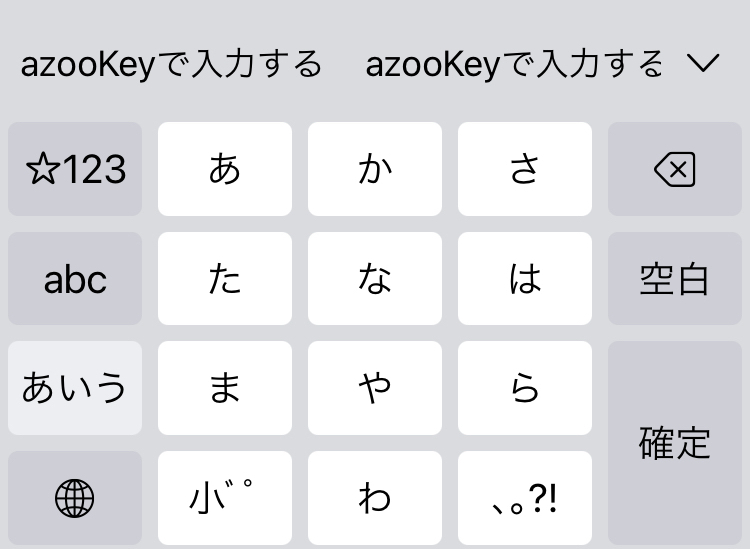 azooKeyで入力する azooKeyで入力する
☆123 あ か さ
abc た な は 空白
あいう ま や ら 確定
小゛゜ わ 、。?!